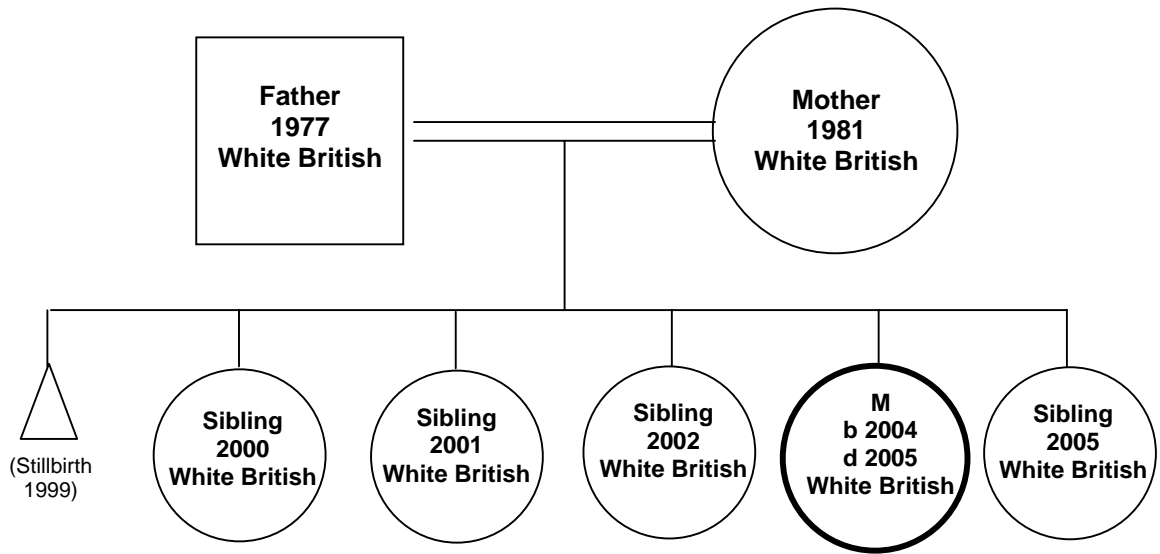 Father
1977
White British
Mother
1981
White British
(Stillbirth
1999)
Sibling
2000
White British
Sibling
2001
White British
Sibling
2002
White British
M
b 2004
d 2005
White British
Sibling
2005
White British